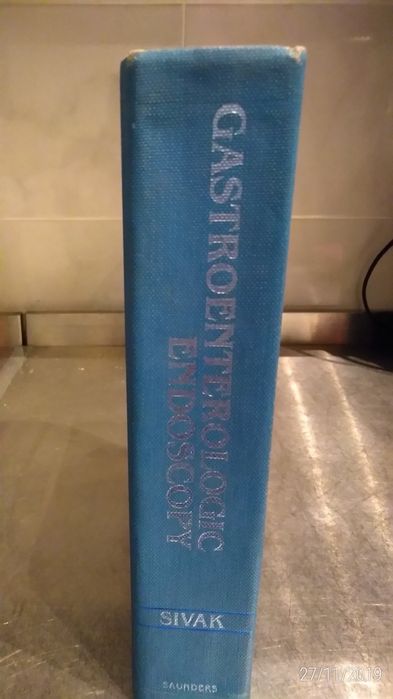 GASTROENTEROLOGIC
ENDOSCOPY
SIVAK
SAUNDERS
27/11/2019